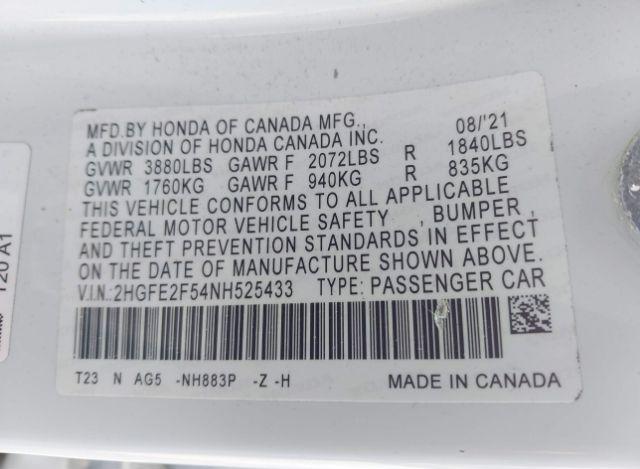 MFD.BY HONDA OF CANADA MFG., 08/'21
A DIVISION OF HONDA CANADA INC.
GVWR 3880LBS GAWR F 2072LBS R 1840LBS
GVWR 1760KG GAWR F 940KG R 835KG
THIS VEHICLE CONFORMS TO ALL APPLICABLE
FEDERAL MOTOR VEHICLE SAFETY , BUMPER ,
AND THEFT PREVENTION STANDARDS IN EFFECT
ON THE DATE OF MANUFACTURE SHOWN ABOVE.
V.I.N.:2HGFE2F54NH525433 TYPE: PASSENGER CAR
T23 N AG5 -NH883P -Z -H MADE IN CANADA
T20 A1